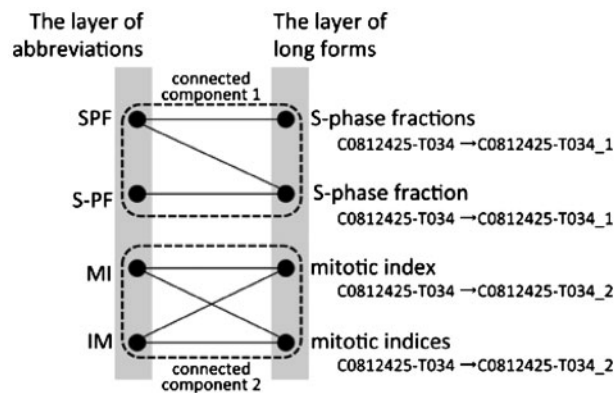 The layer of
abbreviations
The layer of
long forms
connected
component 1
SPF
S-phase fractions
C0812425-T034 →C0812425-T034_1
S-PF
S-phase fraction
C0812425-T034 →C0812425-T034_1
MI
mitotic index
C0812425-T034 →C0812425-T034_2
IM
mitotic indices
C0812425-T034 →C0812425-T034_2
connected
component 2